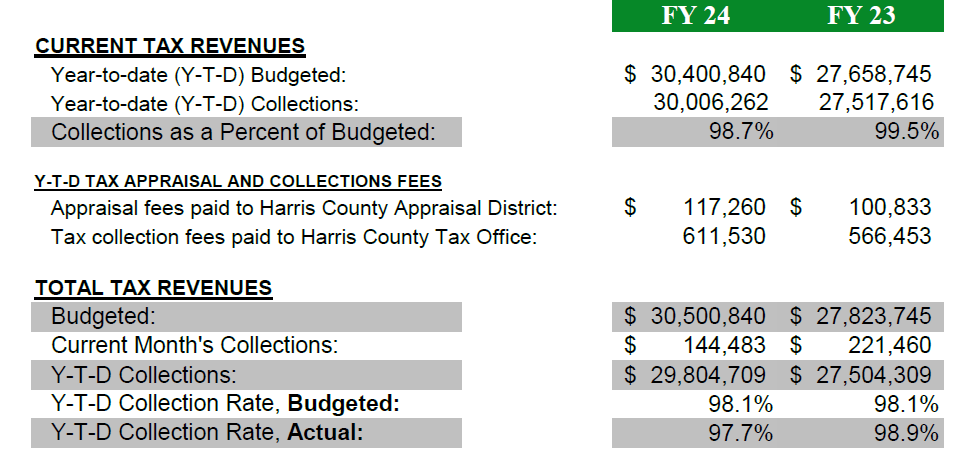 FY 24 FY 23
CURRENT TAX REVENUES
Year-to-date (Y-T-D) Budgeted: $ 30,400,840 $ 27,658,745
Year-to-date (Y-T-D) Collections: 30,006,262 27,517,616
Collections as a Percent of Budgeted: 98.7% 99.5%
Y-T-D TAX APPRAISAL AND COLLECTIONS FEES
Appraisal fees paid to Harris County Appraisal District: $ 117,260 $ 100,833
Tax collection fees paid to Harris County Tax Office: 611,530 566,453
TOTAL TAX REVENUES
Budgeted: $ 30,500,840 $ 27,823,745
Current Month's Collections: $ 144,483 $ 221,460
Y-T-D Collections: $ 29,804,709 $ 27,504,309
Y-T-D Collection Rate, Budgeted: 98.1% 98.1%
Y-T-D Collection Rate, Actual: 97.7% 98.9%